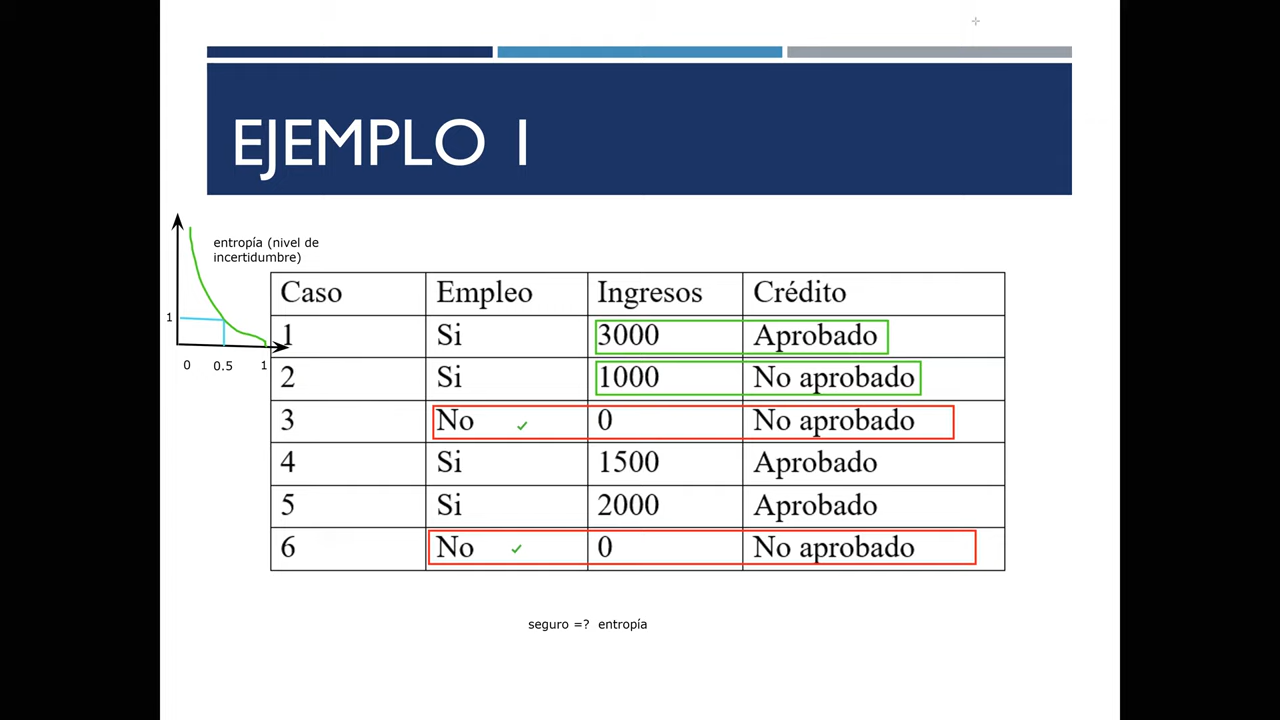 EJEMPLO 1
entropía (nivel de
incertidumbre)
1
0 0.5 1
Caso Empleo Ingresos Crédito
1 Si 3000 Aprobado
2 Si 1000 No aprobado
3 No 0 No aprobado
4 Si 1500 Aprobado
5 Si 2000 Aprobado
6 No 0 No aprobado
seguro =? entropía